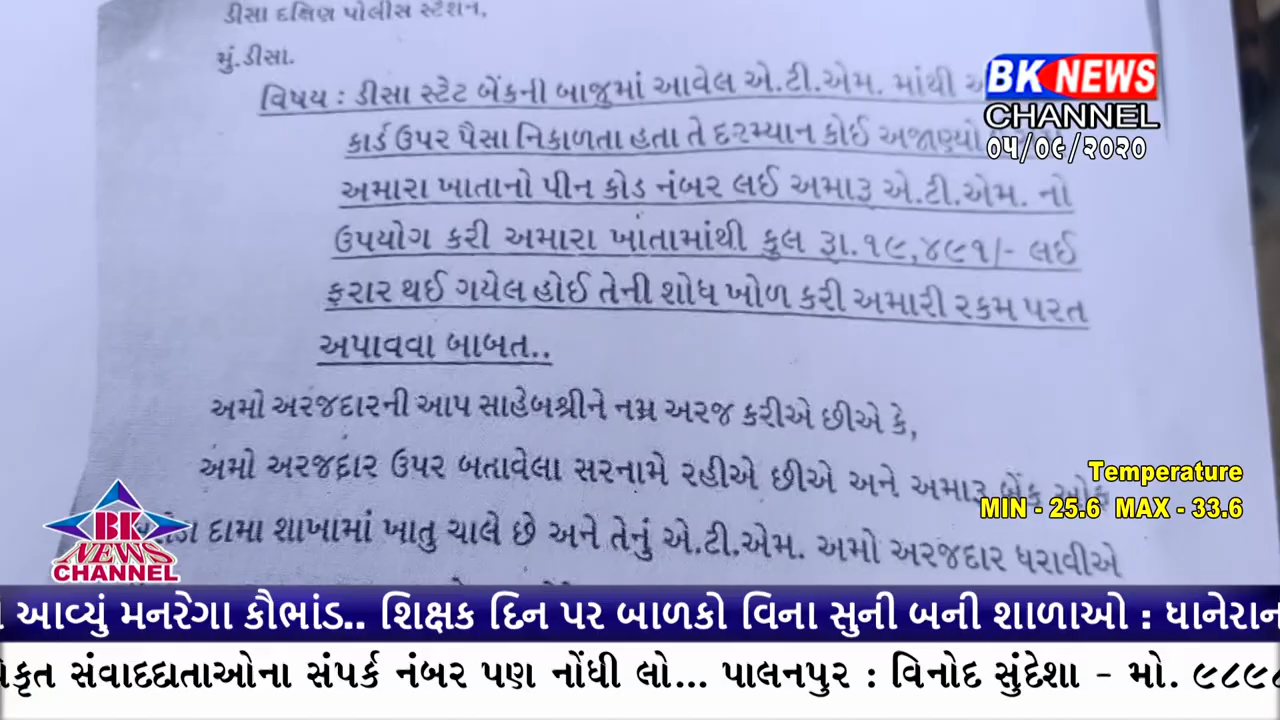 ડીસા દક્ષિણ પોલીસ સ્ટેશન,
મું.ડીસા.
વિષય : ડીસા સ્ટેટ બેંકની બાજુમાં આવેલ એ.ટી.એમ. માંથી
કાર્ડ ઉપર પૈસા નિકાળતા હતા તે દરમ્યાન કોઈ અજાણ્યો
અમારા ખાતાનો પીન કોડ નંબર લઈ અમારૂ એ.ટી.એમ. નો
ઉપયોગ કરી અમારા ખાતામાંથી કુલ રૂા.૧૯,૪૯૧/- લઈ
ફરાર થઈ ગયેલ હોઈ તેની શોધ ખોળ કરી અમારી રકમ પરત
અપાવવા બાબત..
અમો અરજદારની આપ સાહેબશ્રીને નમ્ર અરજ કરીએ છીએ કે,
અમો અરજદાર ઉપર બતાવેલા સરનામે રહીએ છીએ અને અમારૂ બેંક ઓફ
દામા શાખામાં ખાતુ ચાલે છે અને તેનું એ.ટી.એમ. અમો અરજદાર ધરાવીએ
BK NEWS
CHANNEL
૦૫/૦૯/૨૦૨૦
Temperature
MIN - 25.6 MAX - 33.6
BK
NEWS
CHANNEL
આવ્યું મનરેગા કૌભાંડ.. શિક્ષક દિન પર બાળકો વિના સુની બની શાળાઓ : ધાનેરાન
સંવાદદાતાઓના સંપર્ક નંબર પણ નોંધી લો... પાલનપુર : વિનોદ સુંદેશા - મો. ૯૮૯૮